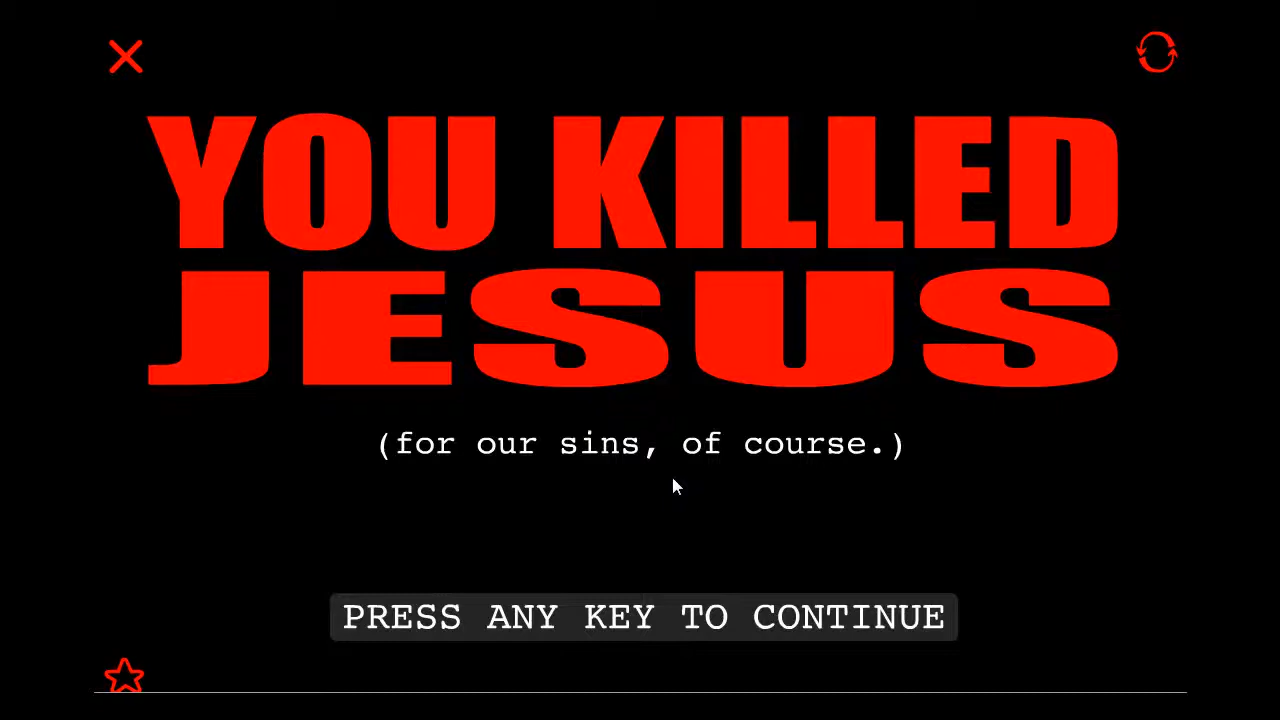 YOU KILLED
JESUS
(for our sins, of course.)
PRESS ANY KEY TO CONTINUE